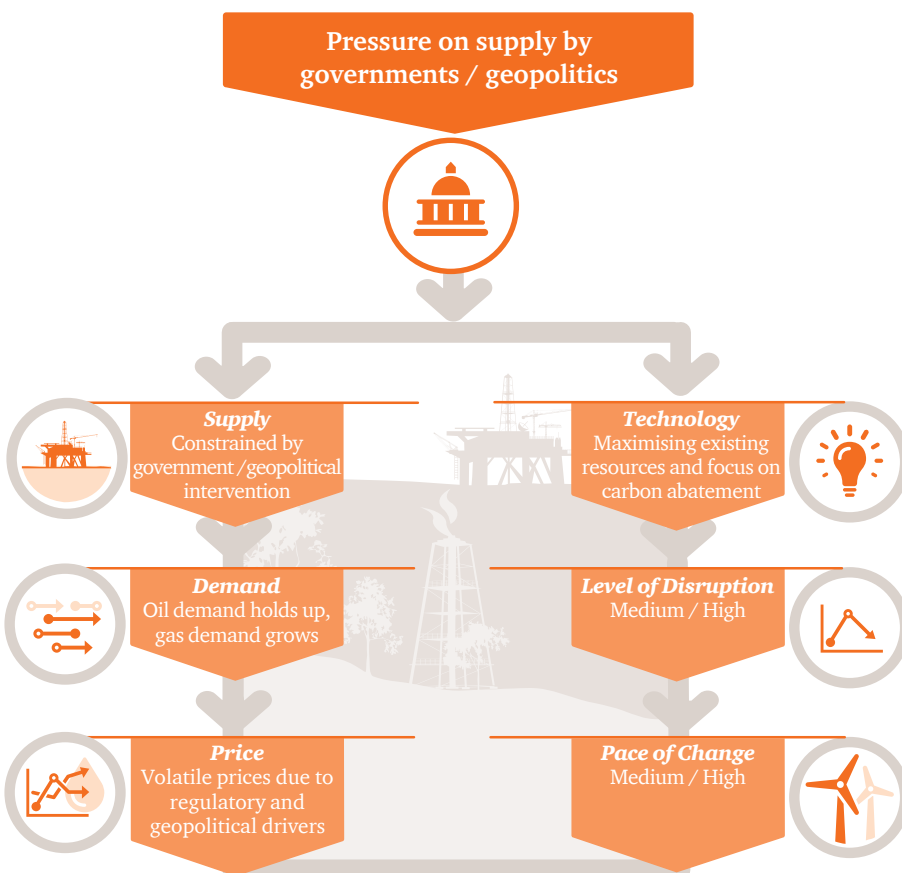 Pressure on supply by
governments / geopolitics
Supply
Constrained by
government /geopolitical
intervention
Technology
Maximising existing
resources and focus on
carbon abatement
Demand
Oil demand holds up,
gas demand grows
Level of Disruption
Medium / High
Price
Volatile prices due to
regulatory and
geopolitical drivers
Pace of Change
Medium / High